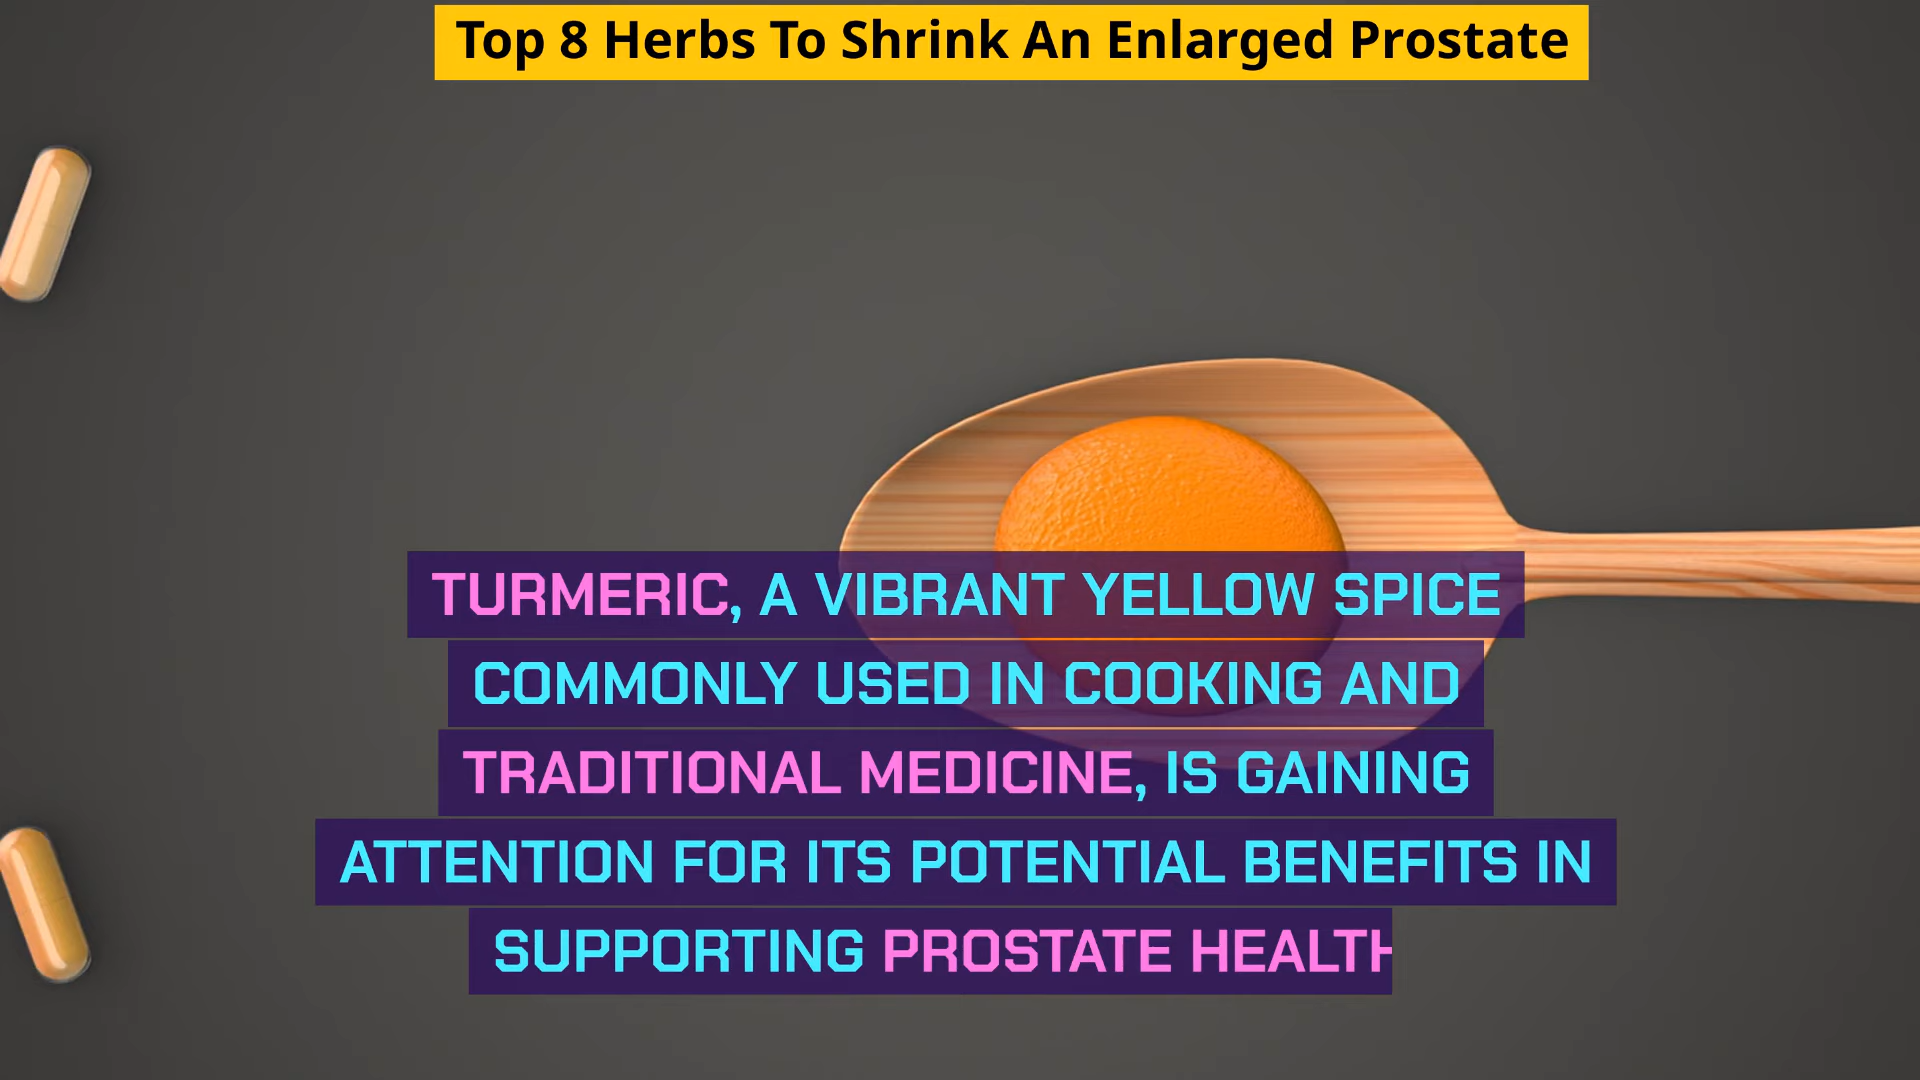 Top 8 Herbs To Shrink An Enlarged Prostate
TURMERIC, A VIBRANT YELLOW SPICE
COMMONLY USED IN COOKING AND
TRADITIONAL MEDICINE, IS GAINING
ATTENTION FOR ITS POTENTIAL BENEFITS IN
SUPPORTING PROSTATE HEALTH